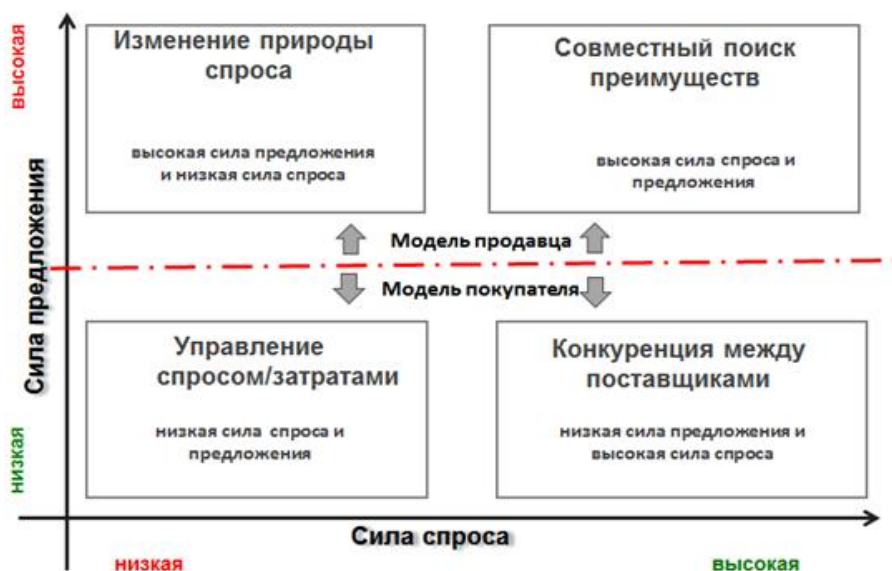 высокая
Изменение природы
спроса
высокая сила предложения
и низкая сила спроса
Совместный поиск
преимуществ
высокая сила спроса и
предложения
Сила предложения
Модель продавца
Модель покупателя
Управление
спросом/затратами
низкая сила спроса и
предложения
Конкуренция между
поставщиками
низкая сила предложения и
высокая сила спроса
низкая
Сила спроса
низкая
высокая